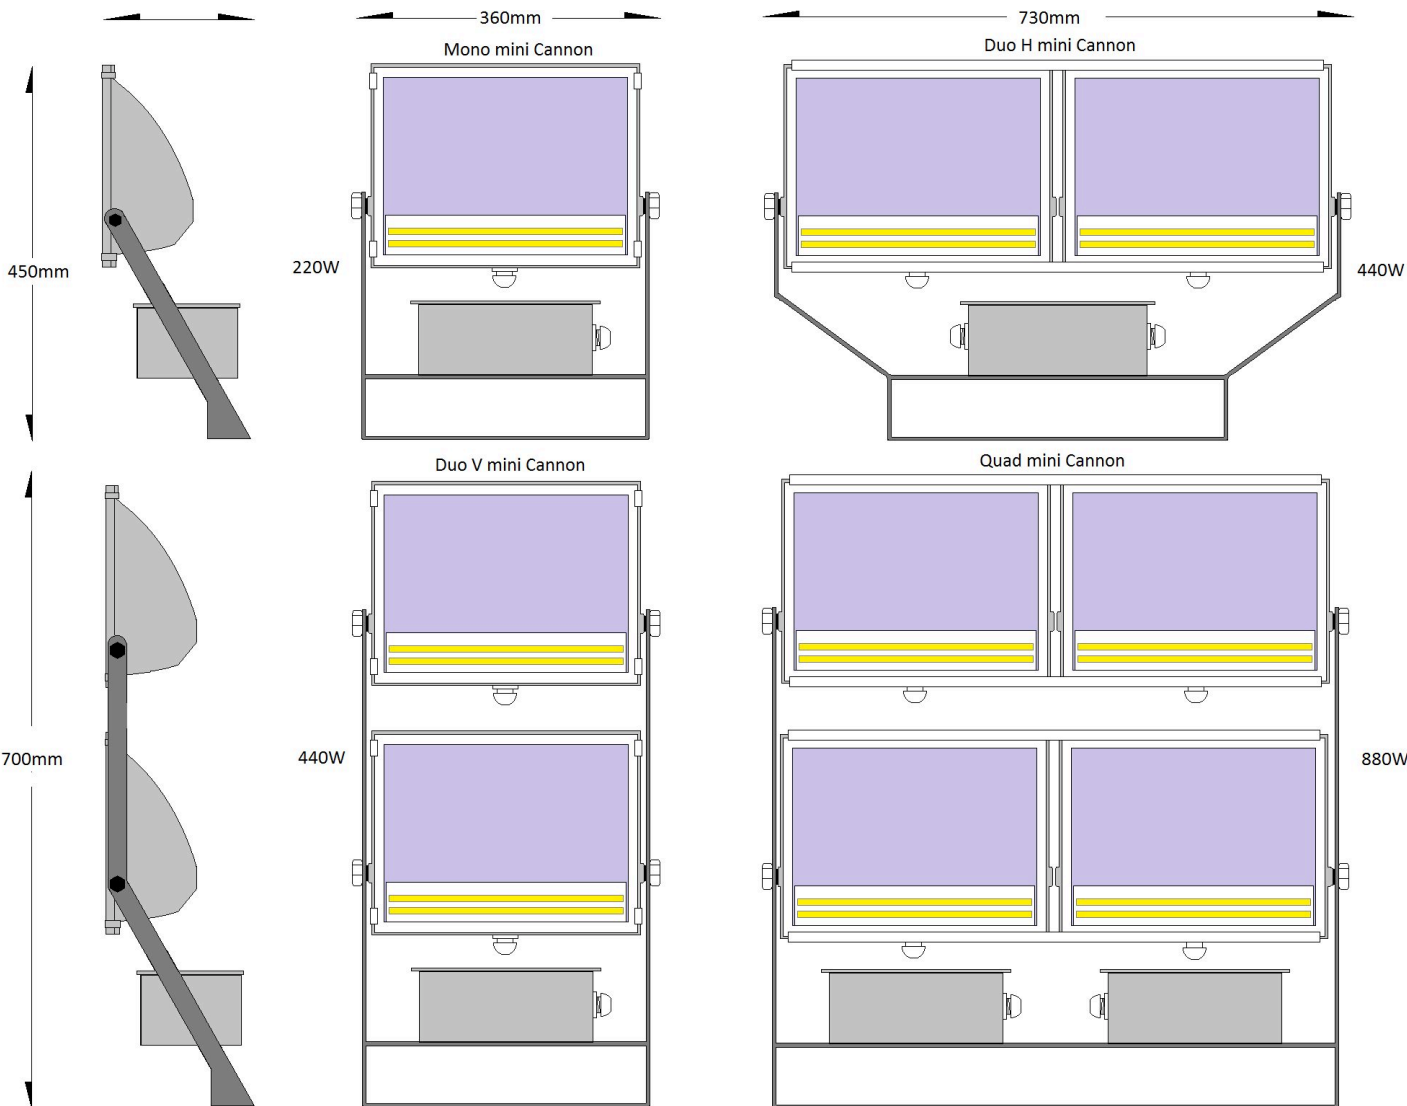 360mm
730mm
Mono mini Cannon
Duo H mini Cannon
450mm
220W
440W
Duo V mini Cannon
Quad mini Cannon
700mm
440W
880W